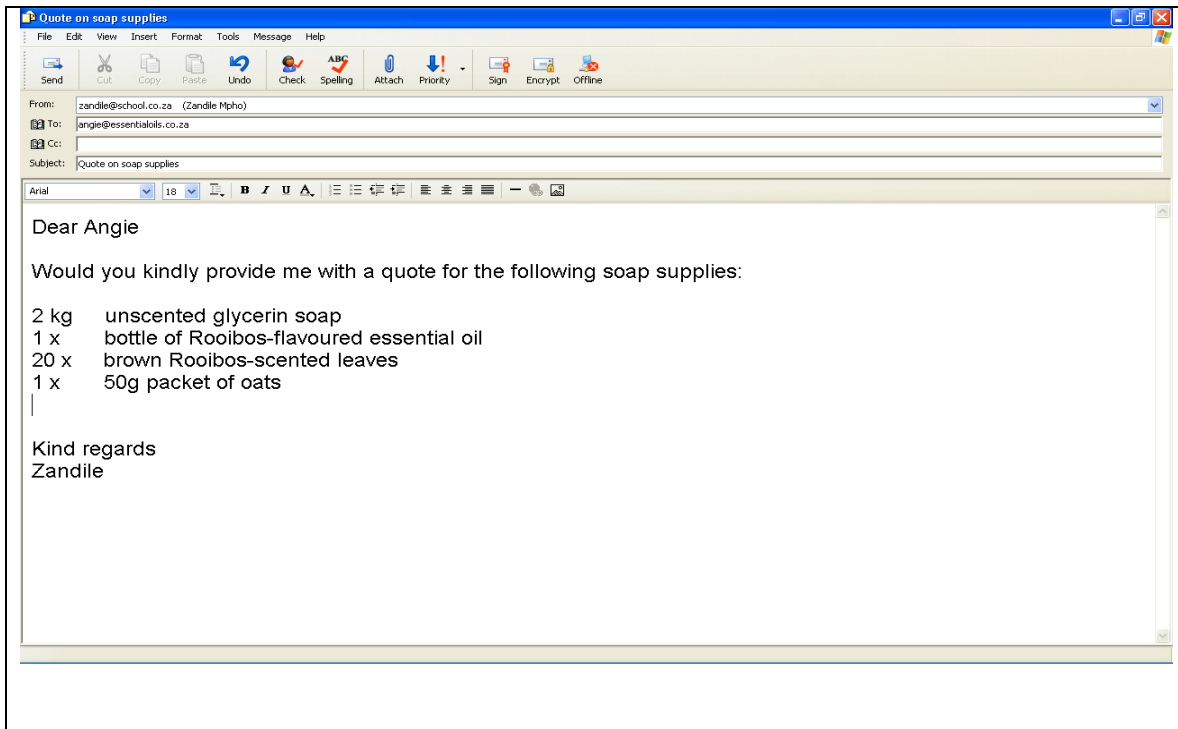 Quote on soap supplies
File Edit View Insert Format Tools Message Help
Send Cut Copy Paste Undo Check ABC Spelling Attach Priority Sign Encrypt Offline
From: zandile@school.co.za (Zandile Mpho)
To: angie@essentialoils.co.za
Cc:
Subject: Quote on soap supplies
Arial 18 B I U A
Dear Angie
Would you kindly provide me with a quote for the following soap supplies:
2 kg unscented glycerin soap
1 x bottle of Rooibos-flavoured essential oil
20 x brown Rooibos-scented leaves
1 x 50g packet of oats
Kind regards
Zandile